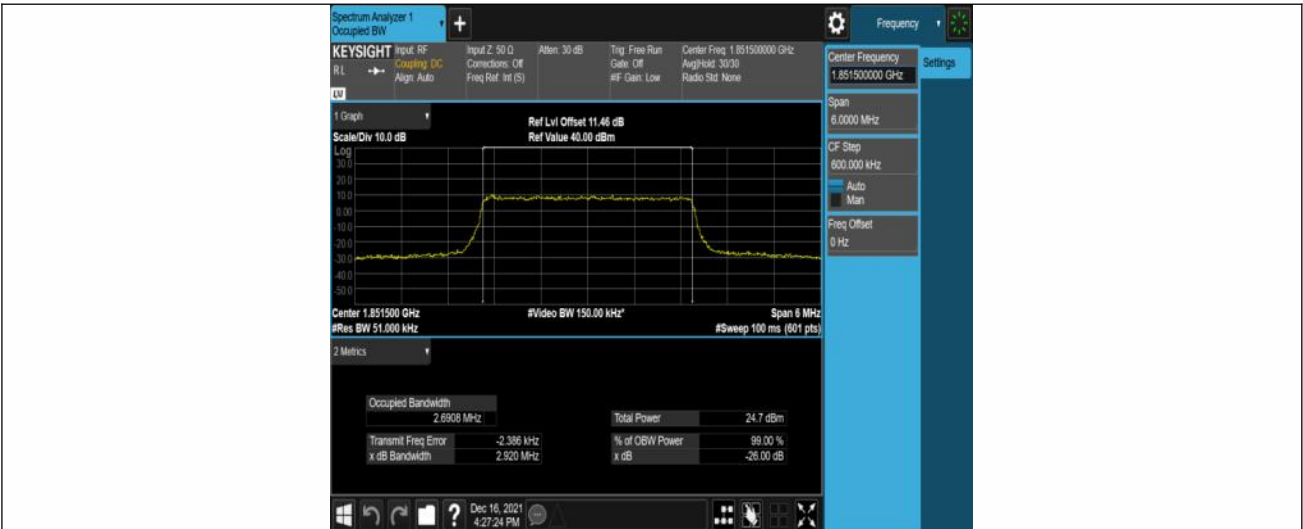 Spectrum Analyzer 1
Occupied BW
Frequency
KEYSIGHT
R L
Input: RF
Coupling: DC
Align: Auto
Input Z: 50 Ω
Corrections: Off
Freq Ref: Int (S)
Atten: 30 dB
Trig: Free Run
Gate: Off
#IF Gain: Low
Center Freq: 1.851500000 GHz
Avg|Hold: 30/30
Radio Std: None
Center Frequency
1.851500000 GHz
Settings
Span
6.0000 MHz
CF Step
600.000 kHz
Auto
Man
Freq Offset
0 Hz
1 Graph
Scale/Div 10.0 dB
Ref Lvl Offset 11.46 dB
Ref Value 40.00 dBm
Log
30.0
20.0
10.0
0.00
-10.0
-20.0
-30.0
-40.0
-50.0
Center 1.851500 GHz
#Video BW 150.00 kHz*
Span 6 MHz
#Res BW 51.000 kHz
#Sweep 100 ms (601 pts)
2 Metrics
Occupied Bandwidth
2.6908 MHz
Total Power 24.7 dBm
Transmit Freq Error -2.386 kHz
% of OBW Power 99.00 %
x dB Bandwidth 2.920 MHz
x dB -26.00 dB
?
Dec 16, 2021
4:27:24 PM